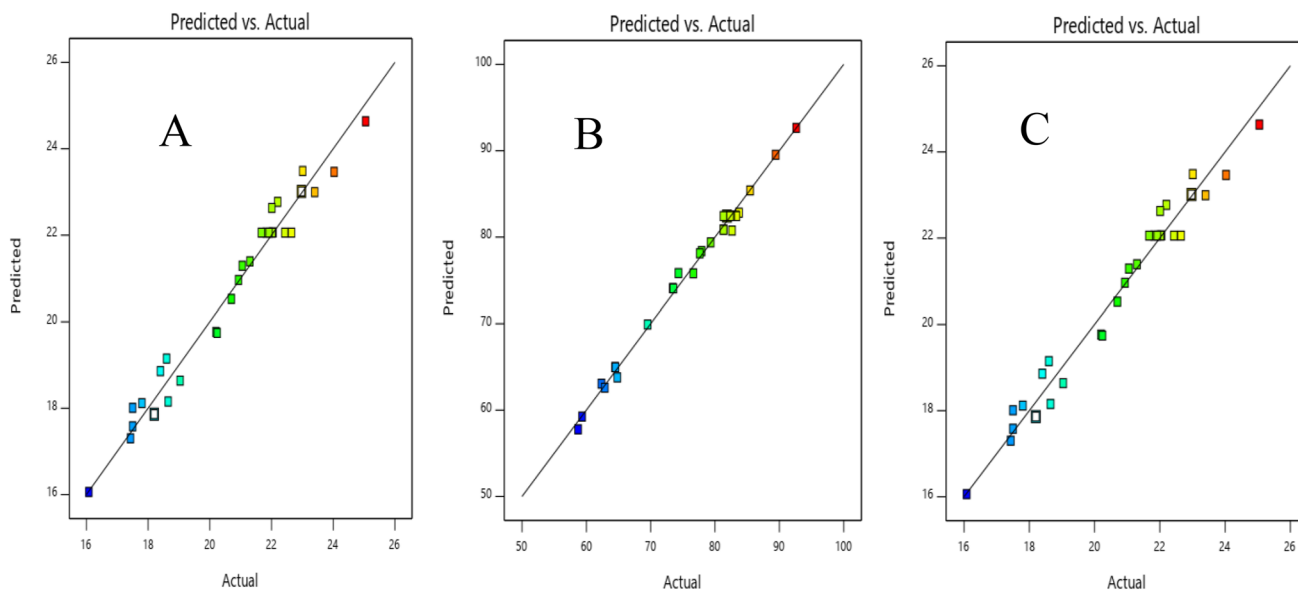 Predicted vs. Actual
A
Predicted
26
24
22
20
18
16
16 18 20 22 24 26
Actual
Predicted vs. Actual
B
Predicted
100
90
80
70
60
50
50 60 70 80 90 100
Actual
Predicted vs. Actual
C
Predicted
26
24
22
20
18
16
16 18 20 22 24 26
Actual